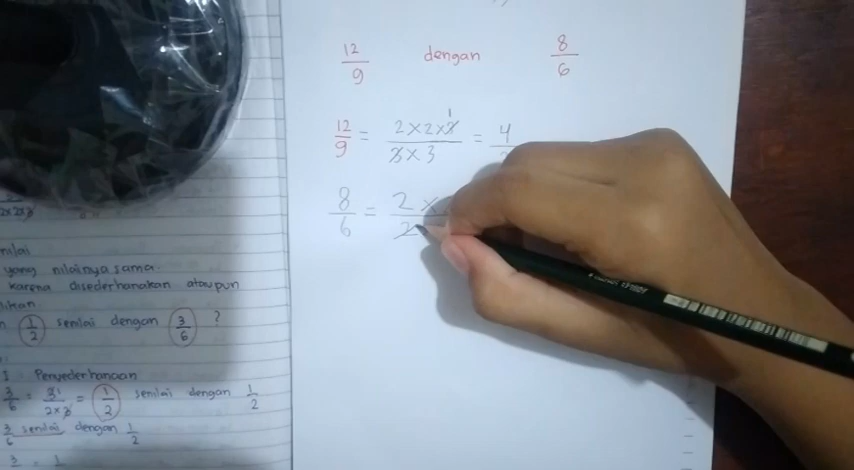 12/9 dengan 8/6
12/9 = 2×2×3/3×3 = 4
8/6 = 2×
2×2×3
nilai
yang nilainya sama.
karena disederhanakan ataupun
1/2 senilai dengan 3/6 ?
Penyederhanaan
3/6 = 3/2×3 = 1/2 senilai dengan 1/2
3/6 senilai dengan 1/2